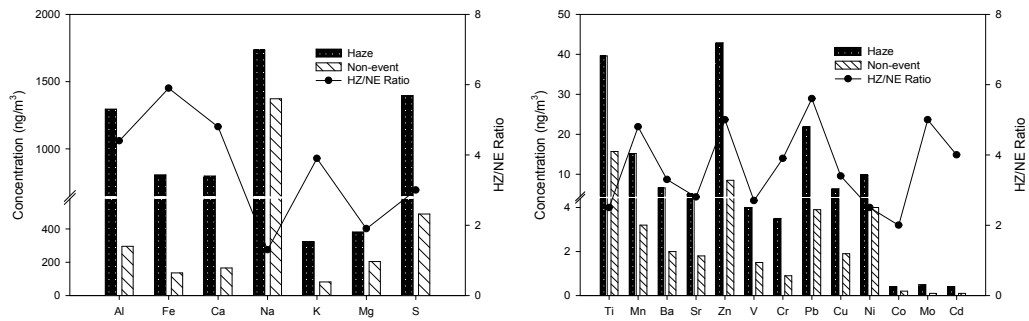 2000
1500
1000
400
200
0
Concentration (ng/m³)
8
6
4
2
0
HZ/NE Ratio
Haze
Non-event
HZ/NE Ratio
Al Fe Ca Na K Mg S
50
40
30
20
10
4
2
0
Concentration (ng/m³)
8
6
4
2
0
HZ/NE Ratio
Haze
Non-event
HZ/NE Ratio
Ti Mn Ba Sr Zn V Cr Pb Cu Ni Co Mo Cd